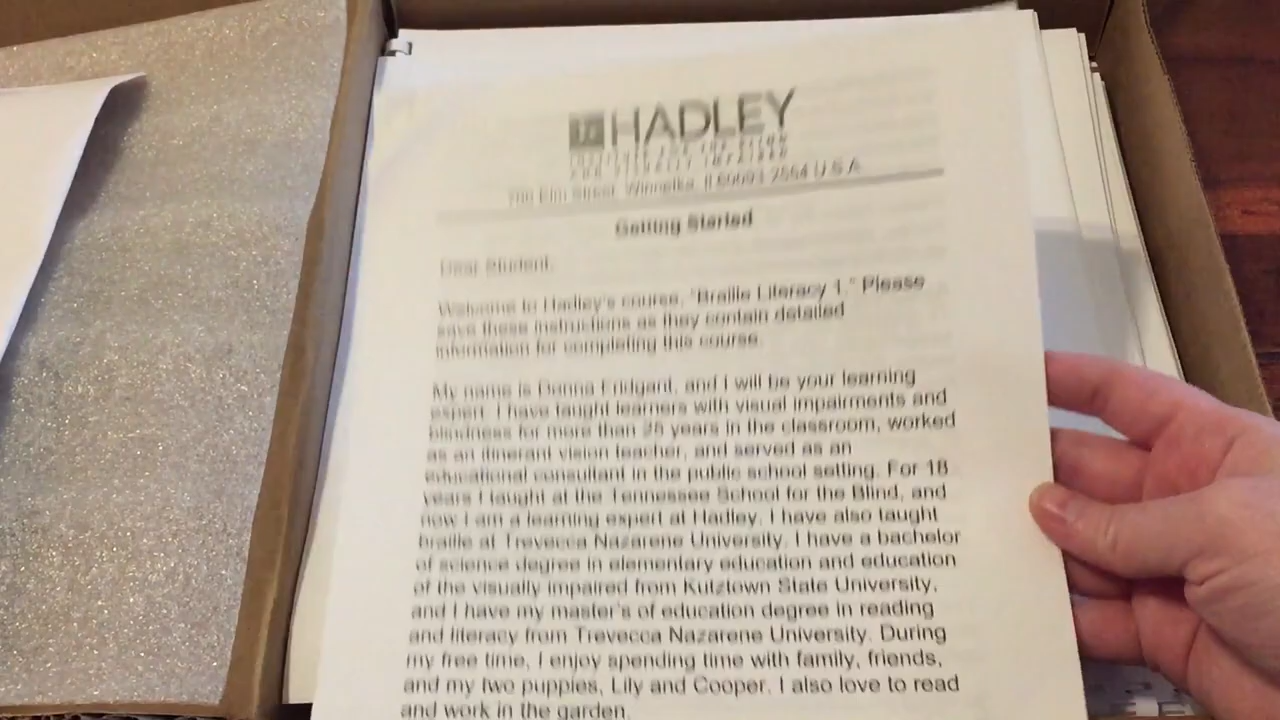 HADLEY
INSTITUTE FOR THE BLIND
AND VISUALLY IMPAIRED
700 Elm Street, Winnetka, Il 60093-2554 U S A
Getting Started
Dear Student,
Welcome to Hadley's course, "Braille Literacy 1." Please
save these instructions as they contain detailed
information for completing this course.
My name is Danna and I will be your learning
expert. I have taught learners with visual impairments and
blindness for more than 25 years in the classroom, worked
as an itinerant vision teacher, and served as an
educational consultant in the public school setting. For 18
years I taught at the Tennessee School for the Blind, and
now I am a learning expert at Hadley. I have also taught
braille at Trevecca Nazarene University. I have a bachelor
of science degree in elementary education and education
of the visually impaired from Kutztown State University,
and I have my master's of education degree in reading
and literacy from Trevecca Nazarene University. During
my free time, I enjoy spending time with family, friends,
and my two puppies, Lily and Cooper. I also love to read
and work in the garden.